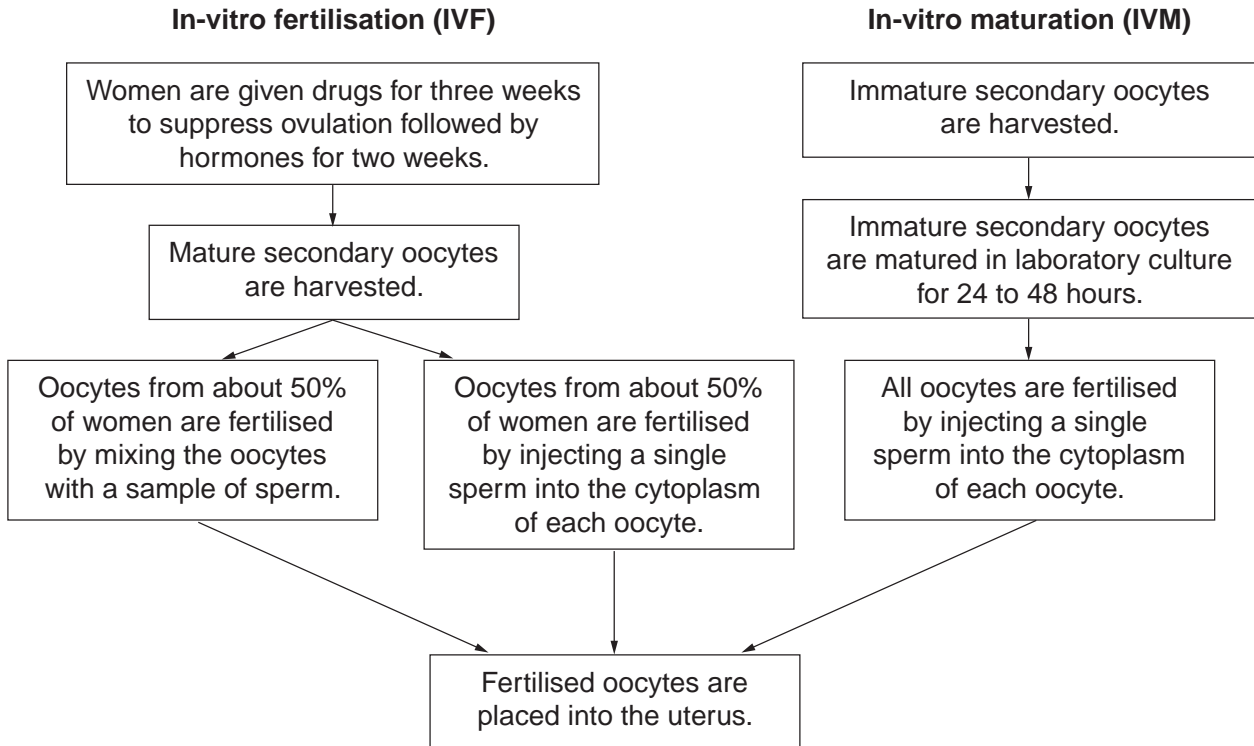 In-vitro fertilisation (IVF)
Women are given drugs for three weeks
to suppress ovulation followed by
hormones for two weeks.
Mature secondary oocytes
are harvested.
Oocytes from about 50%
of women are fertilised
by mixing the oocytes
with a sample of sperm.
Oocytes from about 50%
of women are fertilised
by injecting a single
sperm into the cytoplasm
of each oocyte.
In-vitro maturation (IVM)
Immature secondary oocytes
are harvested.
Immature secondary oocytes
are matured in laboratory culture
for 24 to 48 hours.
All oocytes are fertilised
by injecting a single
sperm into the cytoplasm
of each oocyte.
Fertilised oocytes are
placed into the uterus.